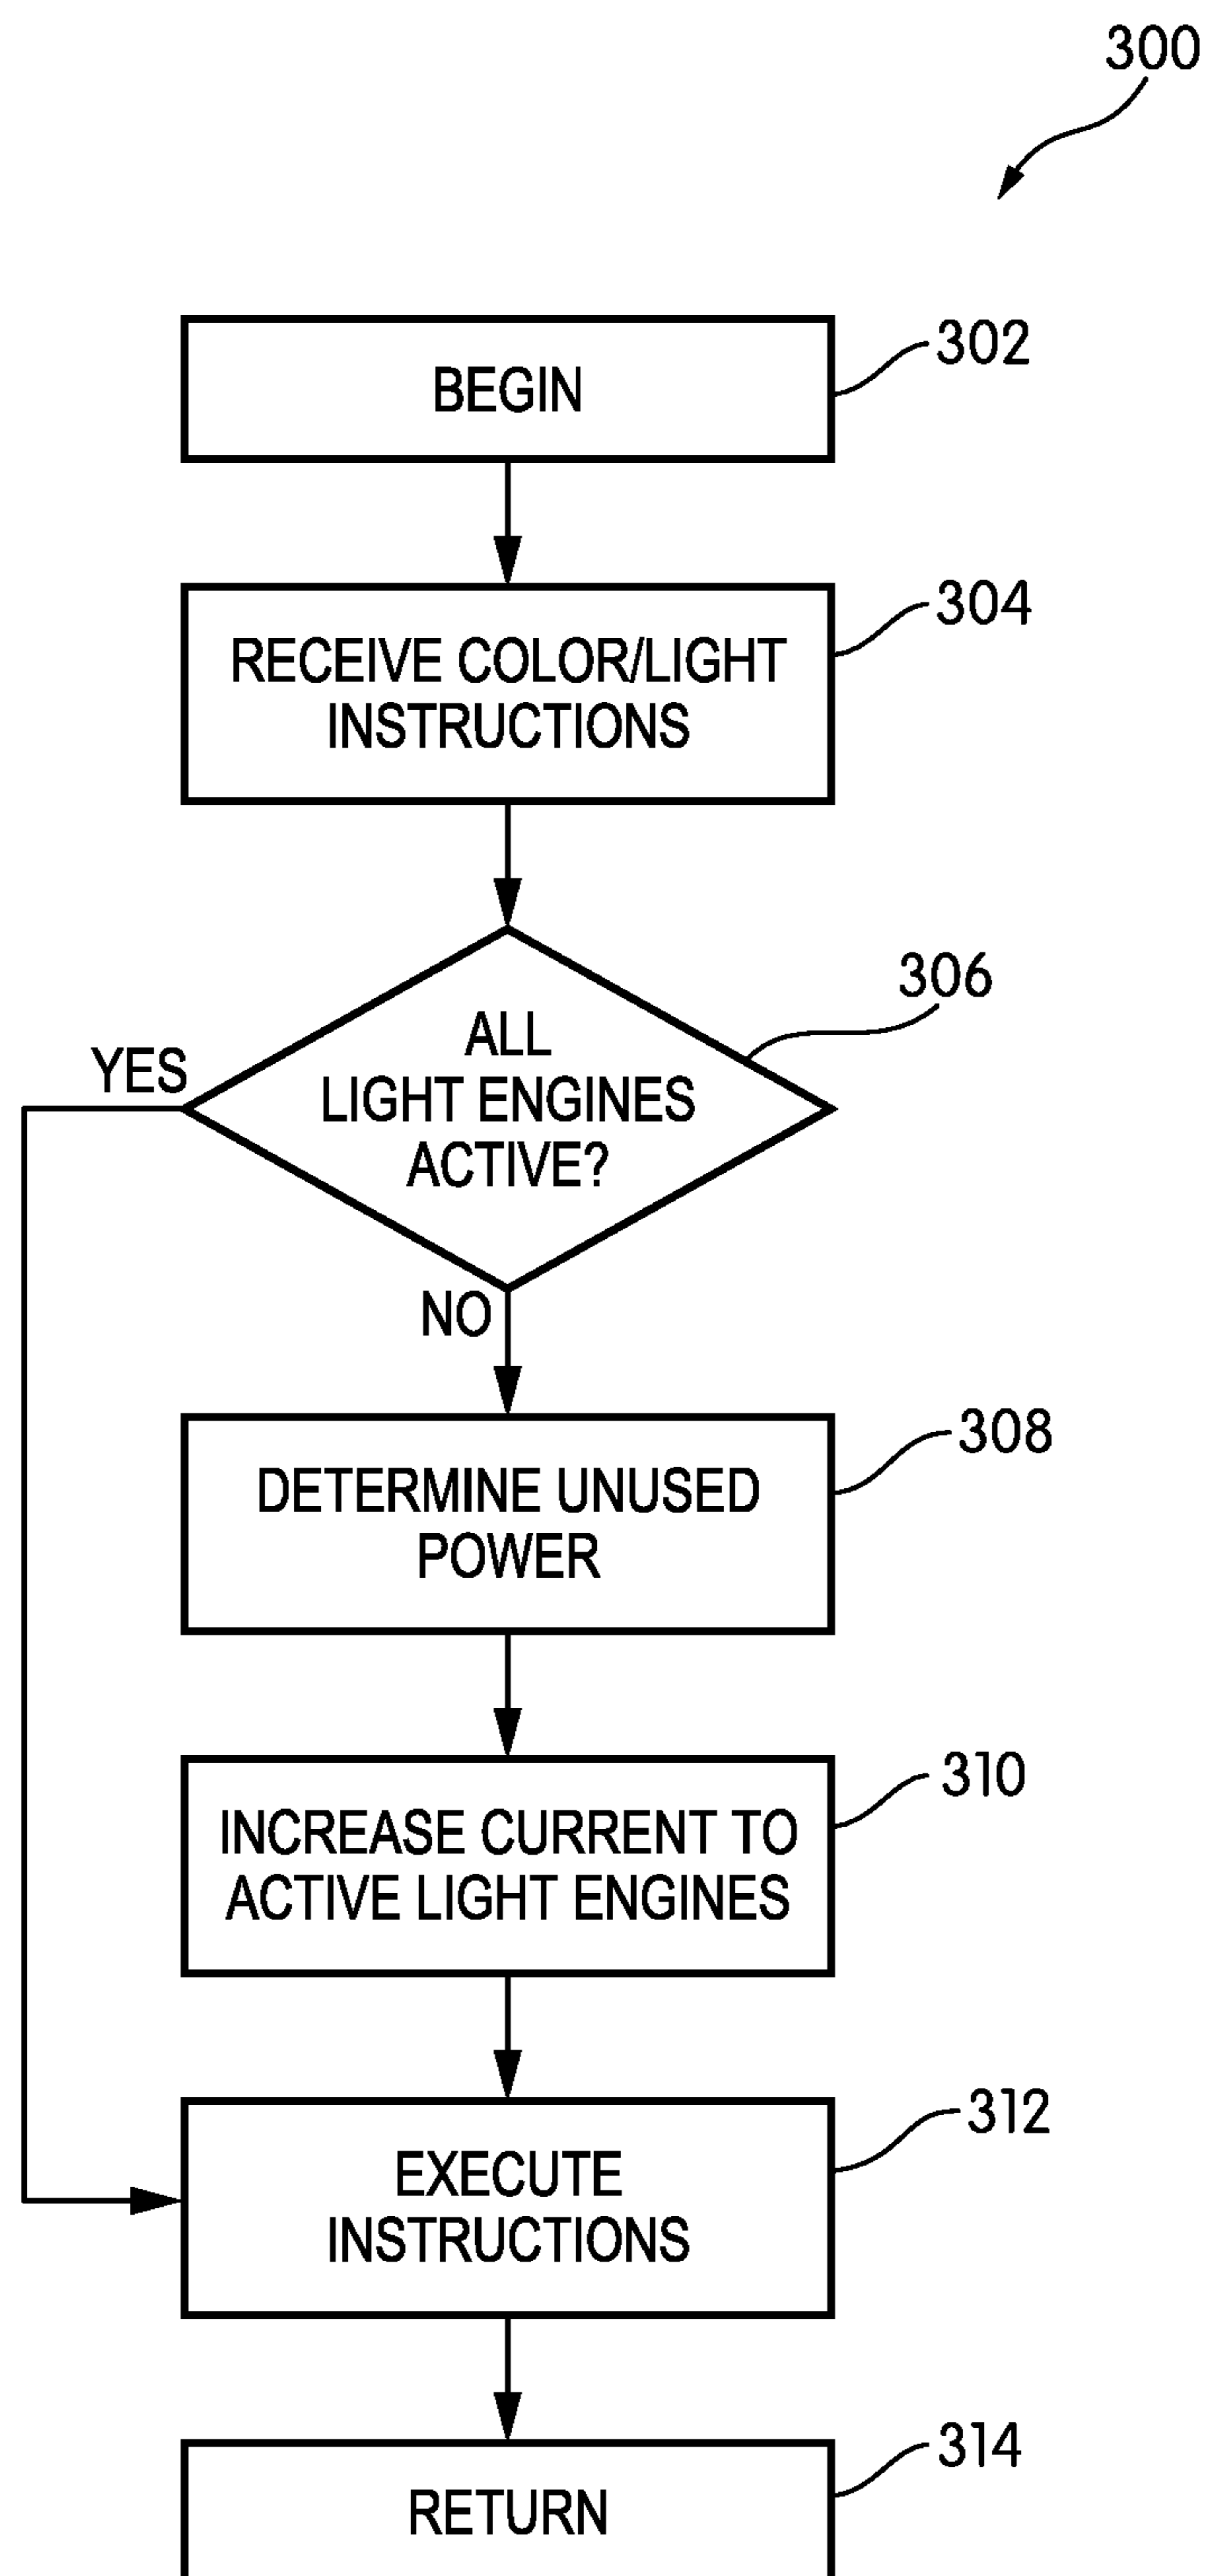 300
BEGIN
302
RECEIVE COLOR/LIGHT
INSTRUCTIONS
304
ALL
LIGHT ENGINES
ACTIVE?
306
YES
NO
DETERMINE UNUSED
POWER
308
INCREASE CURRENT TO
ACTIVE LIGHT ENGINES
310
EXECUTE
INSTRUCTIONS
312
RETURN
314